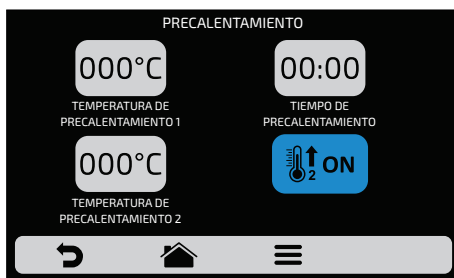 PRECALENTAMIENTO
000°C
00:00
TEMPERATURA DE
PRECALENTAMIENTO 1
TIEMPO DE
PRECALENTAMIENTO
000°C
2 ON
TEMPERATURA DE
PRECALENTAMIENTO 2